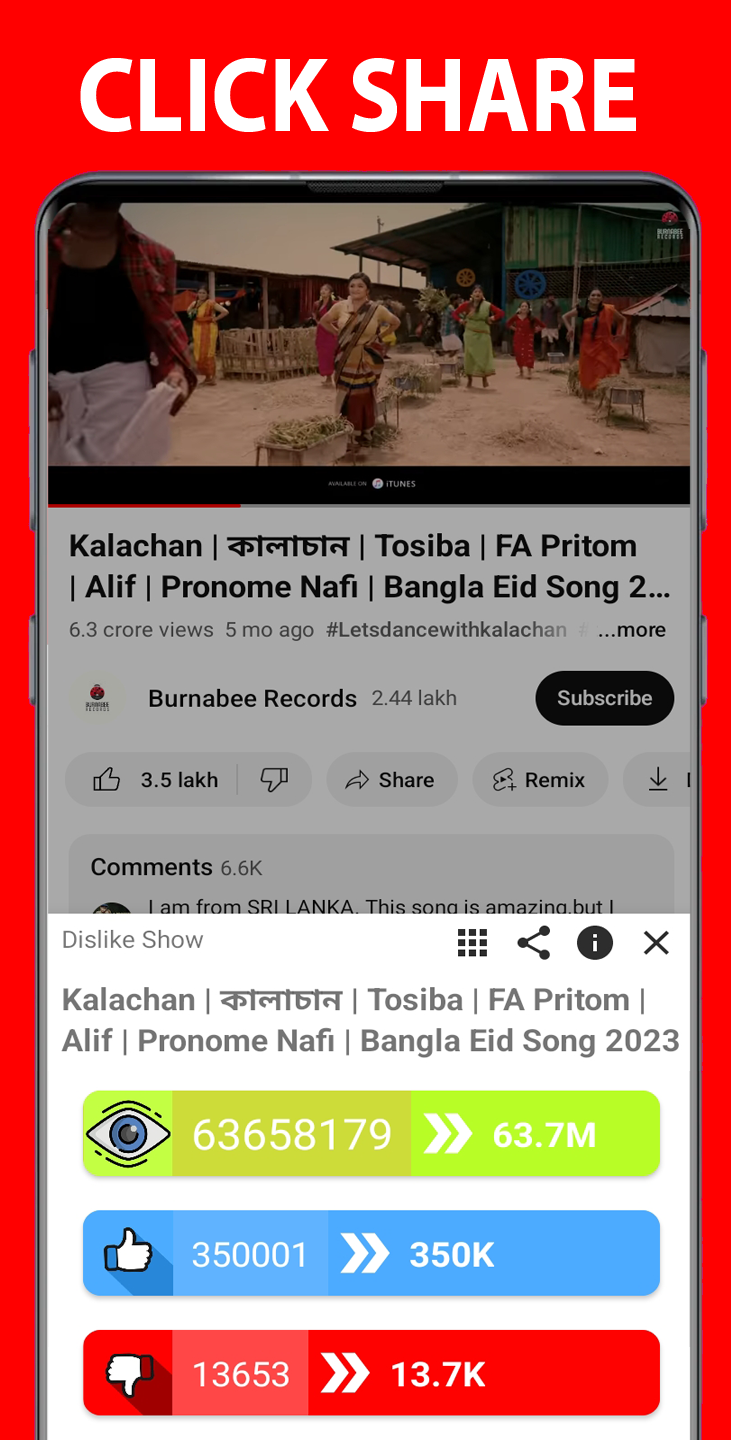 CLICK SHARE
BURNABEE
RECORDS
AVAILABLE ON iTUNES
Kalachan | কালাচান | Tosiba | FA Pritom
| Alif | Pronome Nafi | Bangla Eid Song 2...
6.3 crore views 5 mo ago #Letsdancewithkalachan # ...more
BURNABEE
RECORDS
Burnabee Records 2.44 lakh Subscribe
3.5 lakh Share Remix
Comments 6.6K
I am from SRI LANKA. This song is amazing.but I
Dislike Show
Kalachan | কালাচান | Tosiba | FA Pritom |
Alif | Pronome Nafi | Bangla Eid Song 2023
63658179 63.7M
350001 350K
13653 13.7K